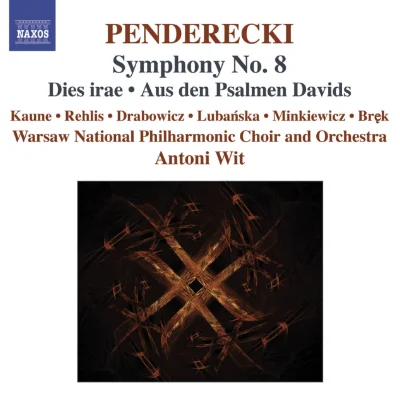 NAXOS
PENDERECKI
Symphony No. 8
Dies irae • Aus den Psalmen Davids
Kaune • Rehlis • Drabowicz • Lubańska • Minkiewicz • Bręk
Warsaw National Philharmonic Choir and Orchestra
Antoni Wit